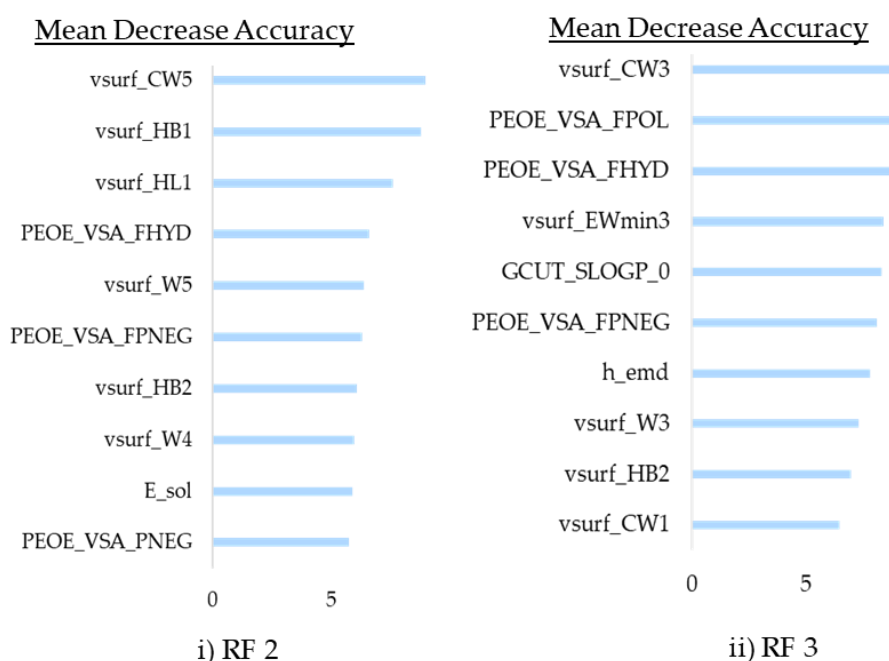 Mean Decrease Accuracy
vsurf_CW5
vsurf_HB1
vsurf_HL1
PEOE_VSA_FHYD
vsurf_W5
PEOE_VSA_FPNEG
vsurf_HB2
vsurf_W4
E_sol
PEOE_VSA_PNEG
0 5
i) RF 2
Mean Decrease Accuracy
vsurf_CW3
PEOE_VSA_FPOL
PEOE_VSA_FHYD
vsurf_EWmin3
GCUT_SLOGP_0
PEOE_VSA_FPNEG
h_emd
vsurf_W3
vsurf_HB2
vsurf_CW1
0 5
ii) RF 3